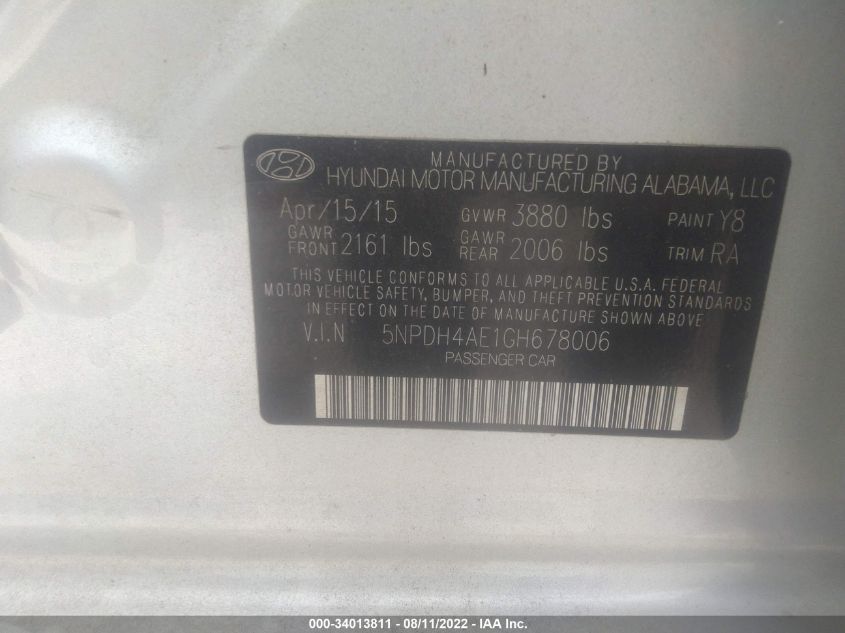 MANUFACTURED BY
HYUNDAI MOTOR MANUFACTURING ALABAMA, LLC
Apr/15/15 GVWR 3880 lbs PAINT Y8
GAWR FRONT 2161 lbs GAWR REAR 2006 lbs TRIM RA
THIS VEHICLE CONFORMS TO ALL APPLICABLE U.S.A. FEDERAL
MOTOR VEHICLE SAFETY, BUMPER, AND THEFT PREVENTION STANDARDS
IN EFFECT ON THE DATE OF MANUFACTURE SHOWN ABOVE.
V.I.N 5NPDH4AE1GH678006
PASSENGER CAR
000-34013811 - 08/11/2022 - © IAA Inc.